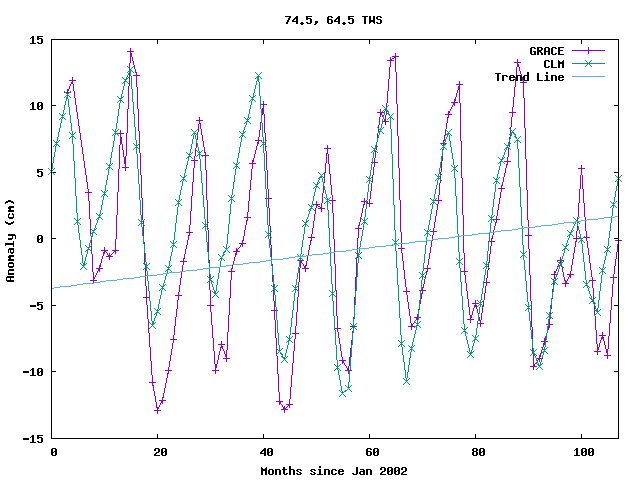 74.5, 64.5 TWS
GRACE
CLM
Trend Line
15
10
5
0
-5
-10
-15
Anomaly (cm)
0 20 40 60 80 100
Months since Jan 2002